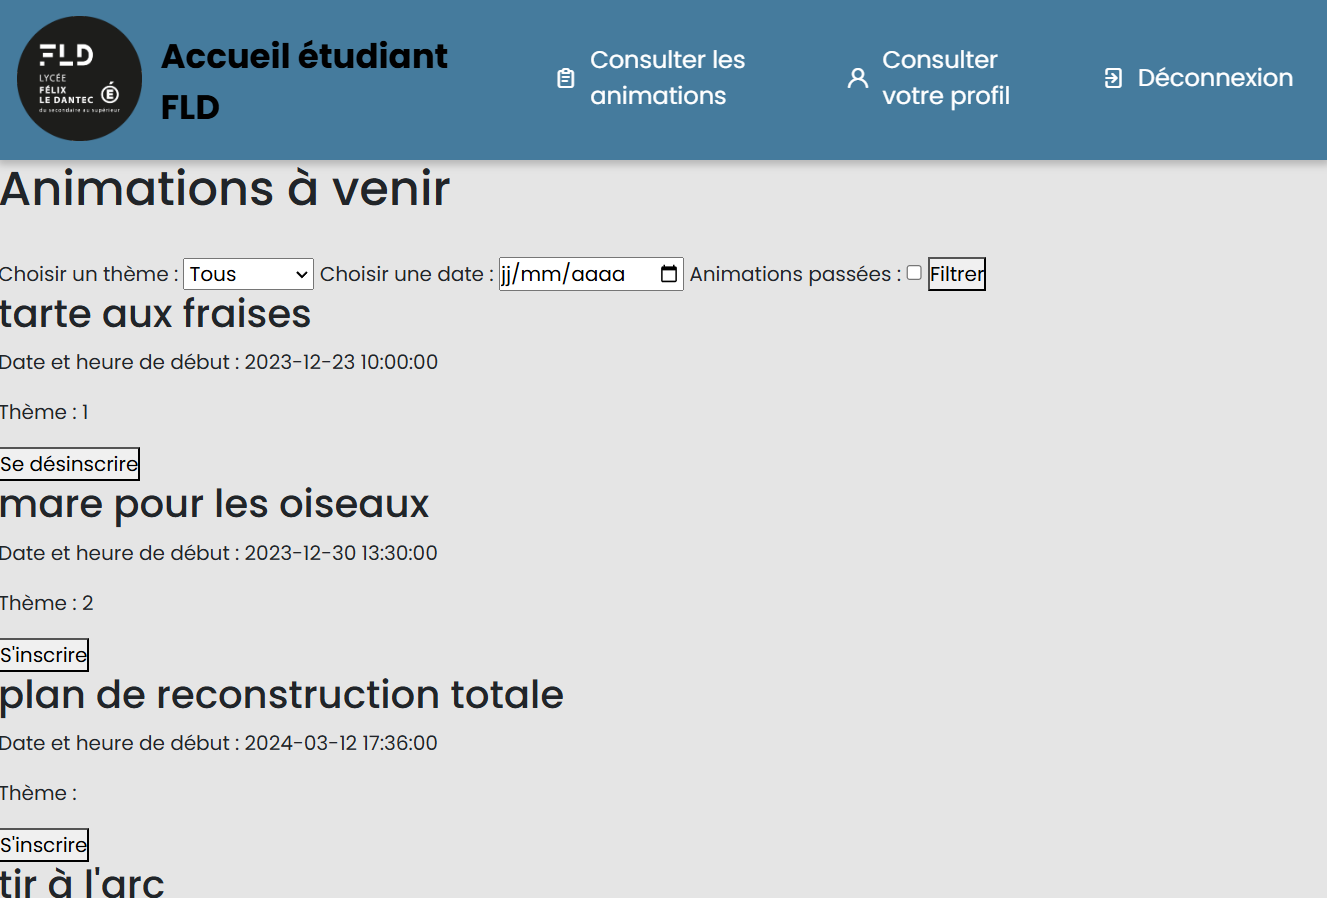 FLD
LYCÉE
FÉLIX
LE DANTEC É
du secondaire au supérieur
Accueil étudiant
FLD
Consulter les
animations
Consulter
votre profil
Déconnexion
Animations à venir
Choisir un thème : Tous Choisir une date : jj/mm/aaaa Animations passées : Filtrer
tarte aux fraises
Date et heure de début : 2023-12-23 10:00:00
Thème : 1
Se désinscrire
mare pour les oiseaux
Date et heure de début : 2023-12-30 13:30:00
Thème : 2
S'inscrire
plan de reconstruction totale
Date et heure de début : 2024-03-12 17:36:00
Thème :
S'inscrire
tir à l'arc